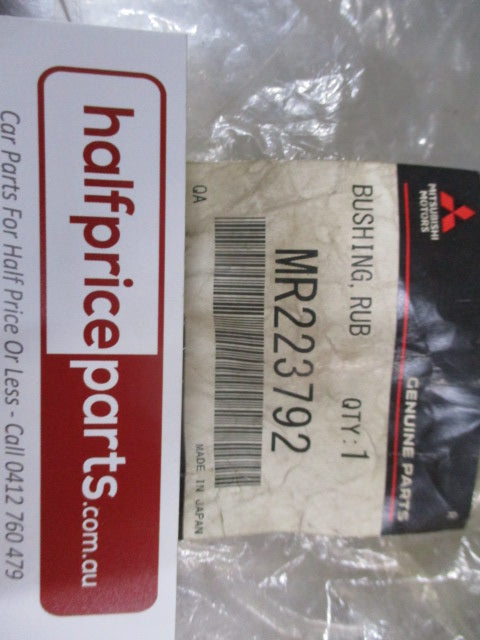 MITSUBISHI
MOTORS
GENUINE PARTS
®
BUSHING, RUB QTY:1
MR223792
QA
MADE IN JAPAN
halfpriceparts.com.au
Car Parts For Half Price Or Less - Call 0412 760 479